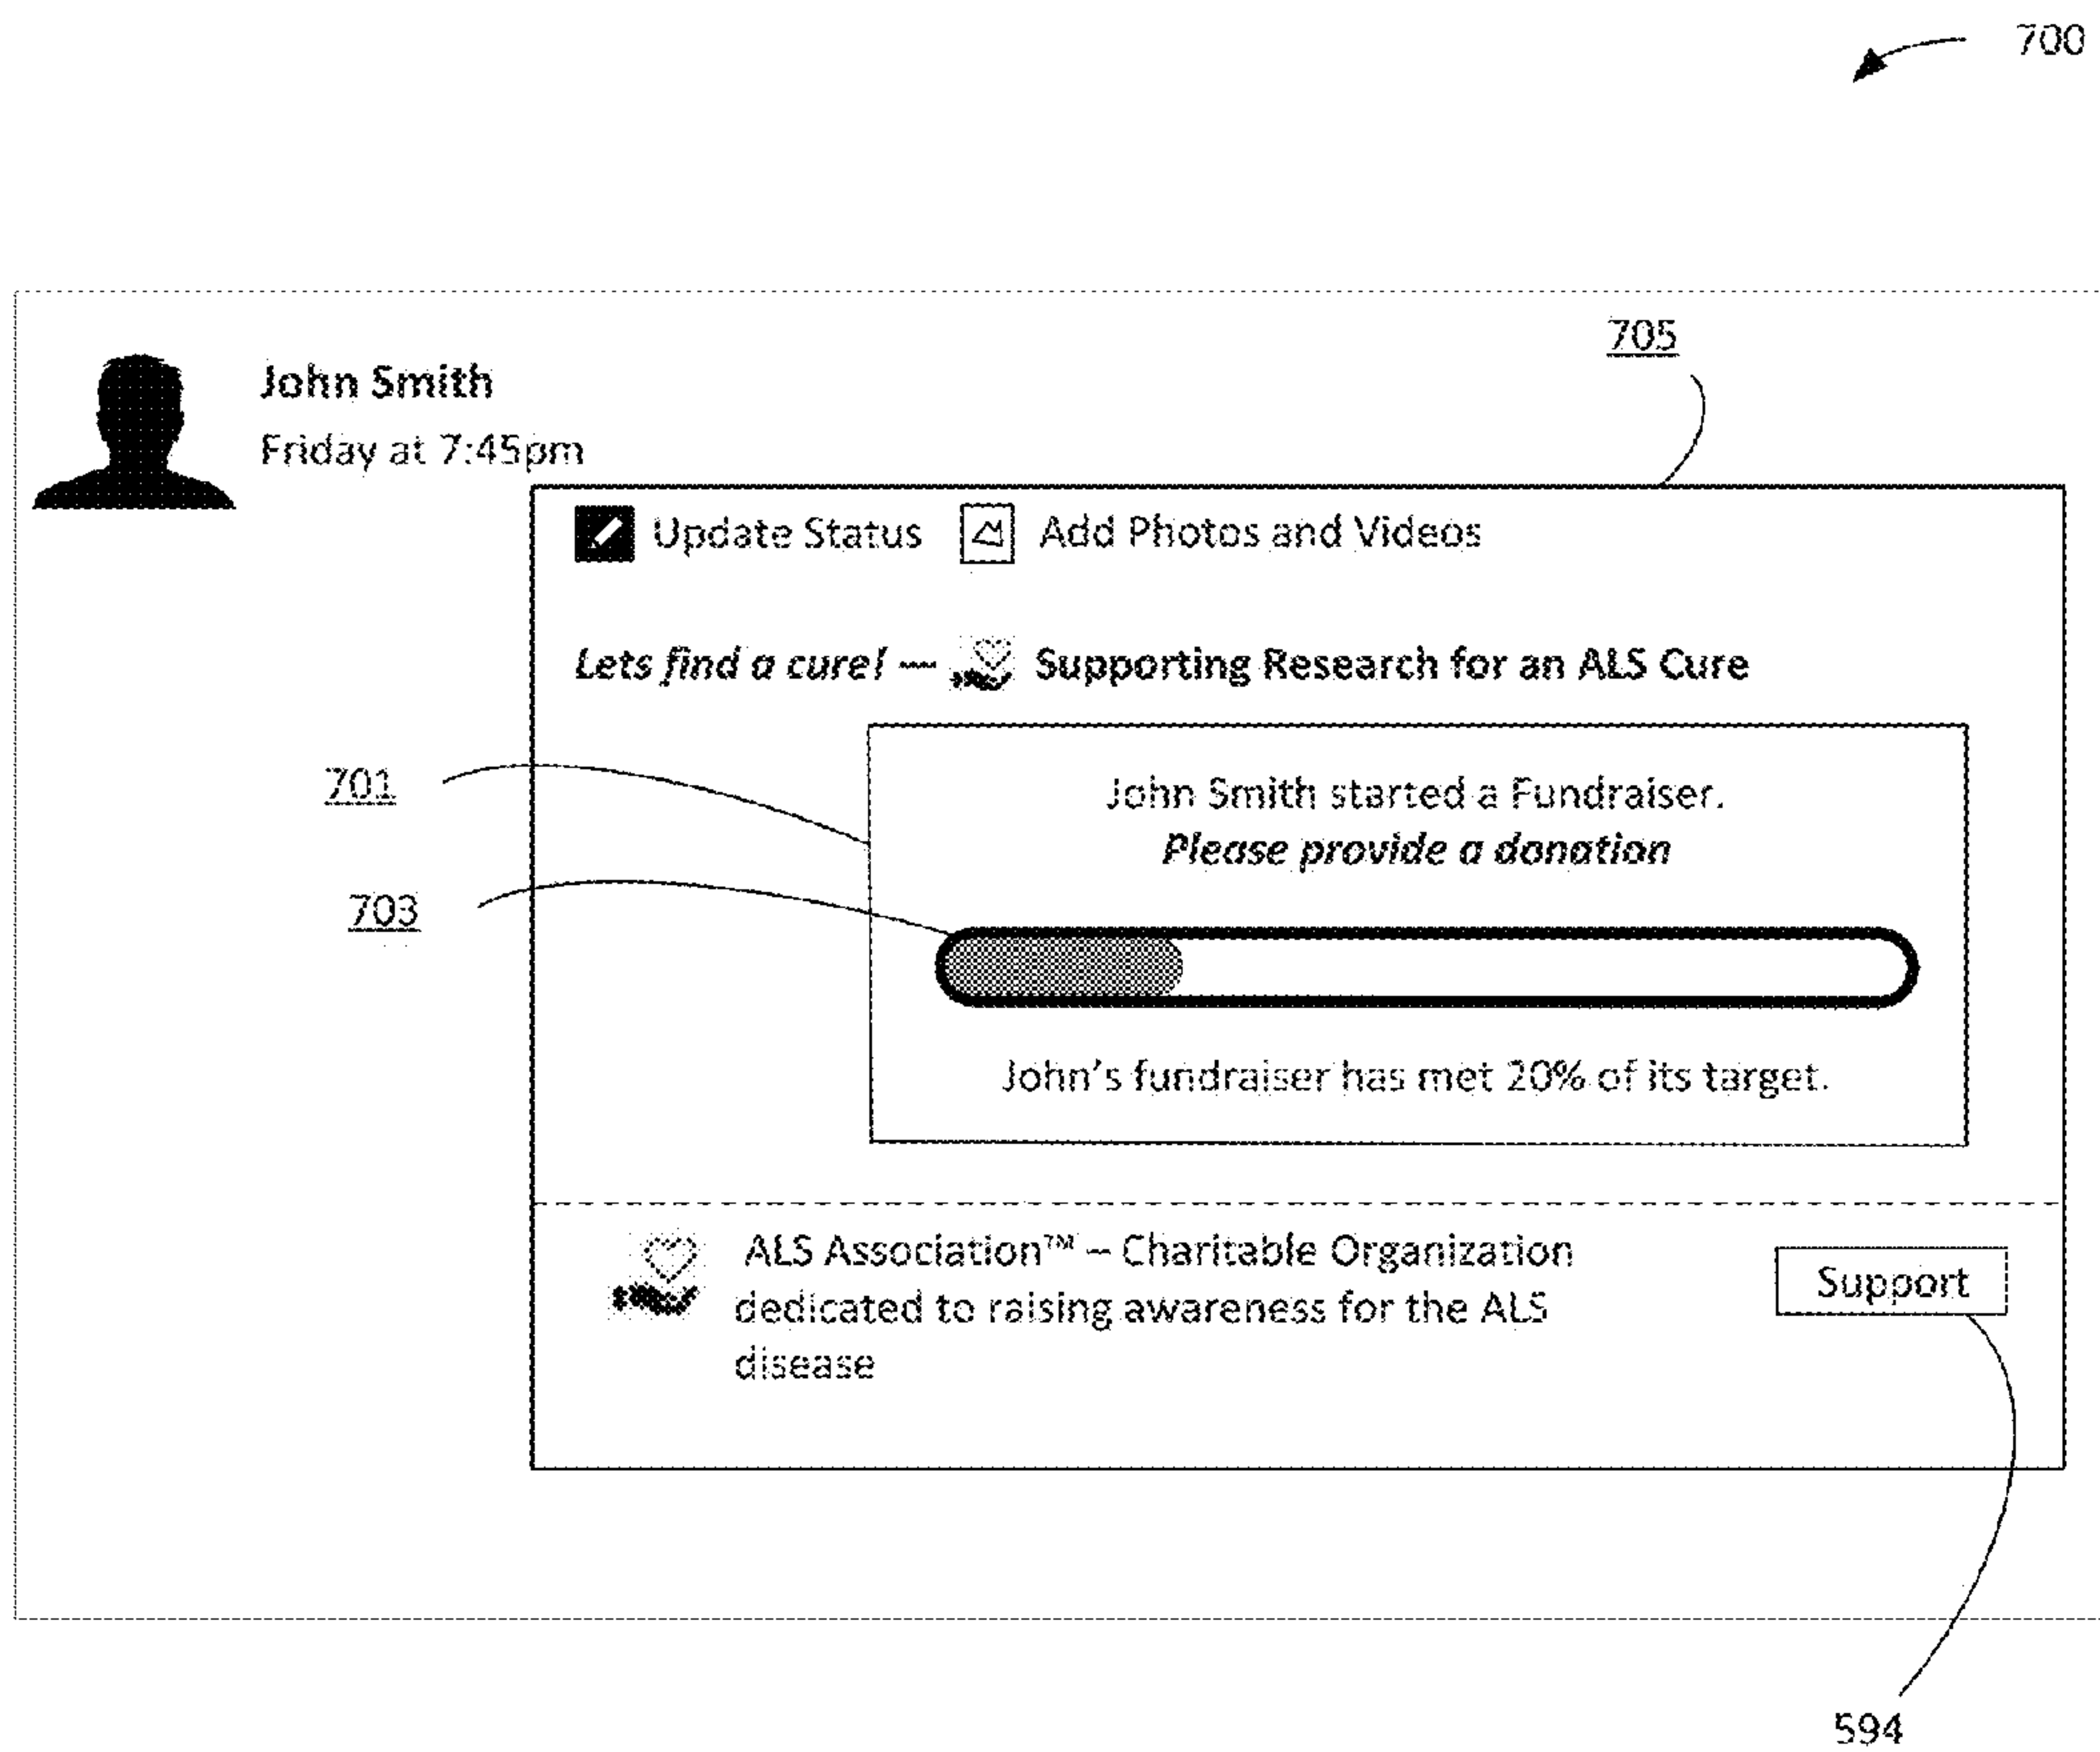 700
705
John Smith
Friday at 7:45pm
Update Status Add Photos and Videos
Lets find a cure! — Supporting Research for an ALS Cure
701
John Smith started a Fundraiser.
Please provide a donation
703
John's fundraiser has met 20% of its target.
ALS Association™ – Charitable Organization
dedicated to raising awareness for the ALS
disease
Support
594